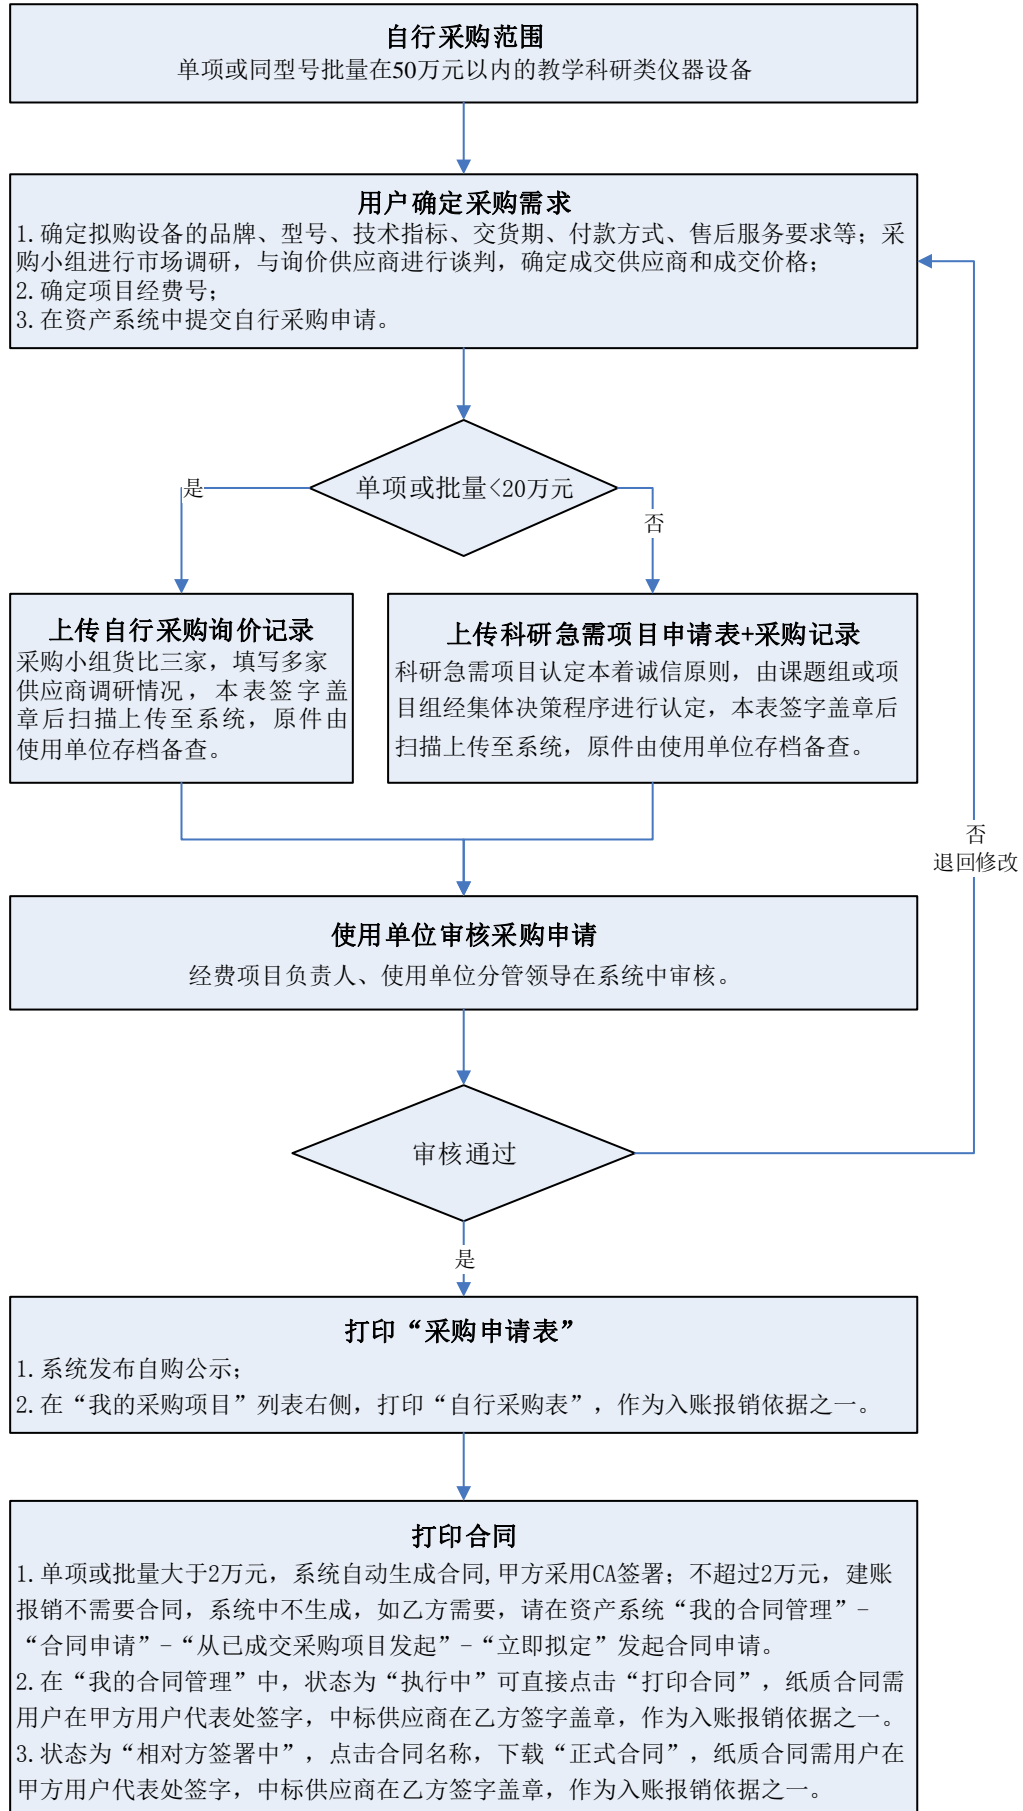 自行采购范围
单项或同型号批量在50万元以内的教学科研类仪器设备
用户确定采购需求
1.确定拟购设备的品牌、型号、技术指标、交货期、付款方式、售后服务要求等；采
购小组进行市场调研，与询价供应商进行谈判，确定成交供应商和成交价格；
2.确定项目经费号；
3.在资产系统中提交自行采购申请。
单项或批量<20万元
是
否
上传自行采购询价记录
采购小组货比三家，填写多家
供应商调研情况，本表签字盖
章后扫描上传至系统，原件由
使用单位存档备查。
上传科研急需项目申请表+采购记录
科研急需项目认定本着诚信原则，由课题组或项
目组经集体决策程序进行认定，本表签字盖章后
扫描上传至系统，原件由使用单位存档备查。
否
退回修改
使用单位审核采购申请
经费项目负责人、使用单位分管领导在系统中审核。
审核通过
是
打印“采购申请表”
1.系统发布自购公示；
2.在“我的采购项目”列表右侧，打印“自行采购表”，作为入账报销依据之一。
打印合同
1.单项或批量大于2万元，系统自动生成合同,甲方采用CA签署；不超过2万元，建账
报销不需要合同，系统中不生成，如乙方需要，请在资产系统“我的合同管理”-
“合同申请”-“从已成交采购项目发起”-“立即拟定”发起合同申请。
2.在“我的合同管理”中，状态为“执行中”可直接点击“打印合同”，纸质合同需
用户在甲方用户代表处签字，中标供应商在乙方签字盖章，作为入账报销依据之一。
3.状态为“相对方签署中”，点击合同名称，下载“正式合同”，纸质合同需用户在
甲方用户代表处签字，中标供应商在乙方签字盖章，作为入账报销依据之一。